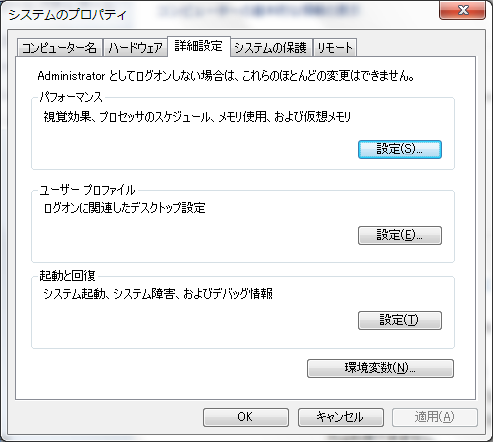 システムのプロパティ
コンピューター名 ハードウェア 詳細設定 システムの保護 リモート
Administrator としてログオンしない場合は、これらのほとんどの変更はできません。
パフォーマンス
視覚効果、プロセッサのスケジュール、メモリ使用、および仮想メモリ
設定(S)...
ユーザー プロファイル
ログオンに関連したデスクトップ設定
設定(E)...
起動と回復
システム起動、システム障害、およびデバッグ情報
設定(T)
環境変数(N)...
OK キャンセル 適用(A)